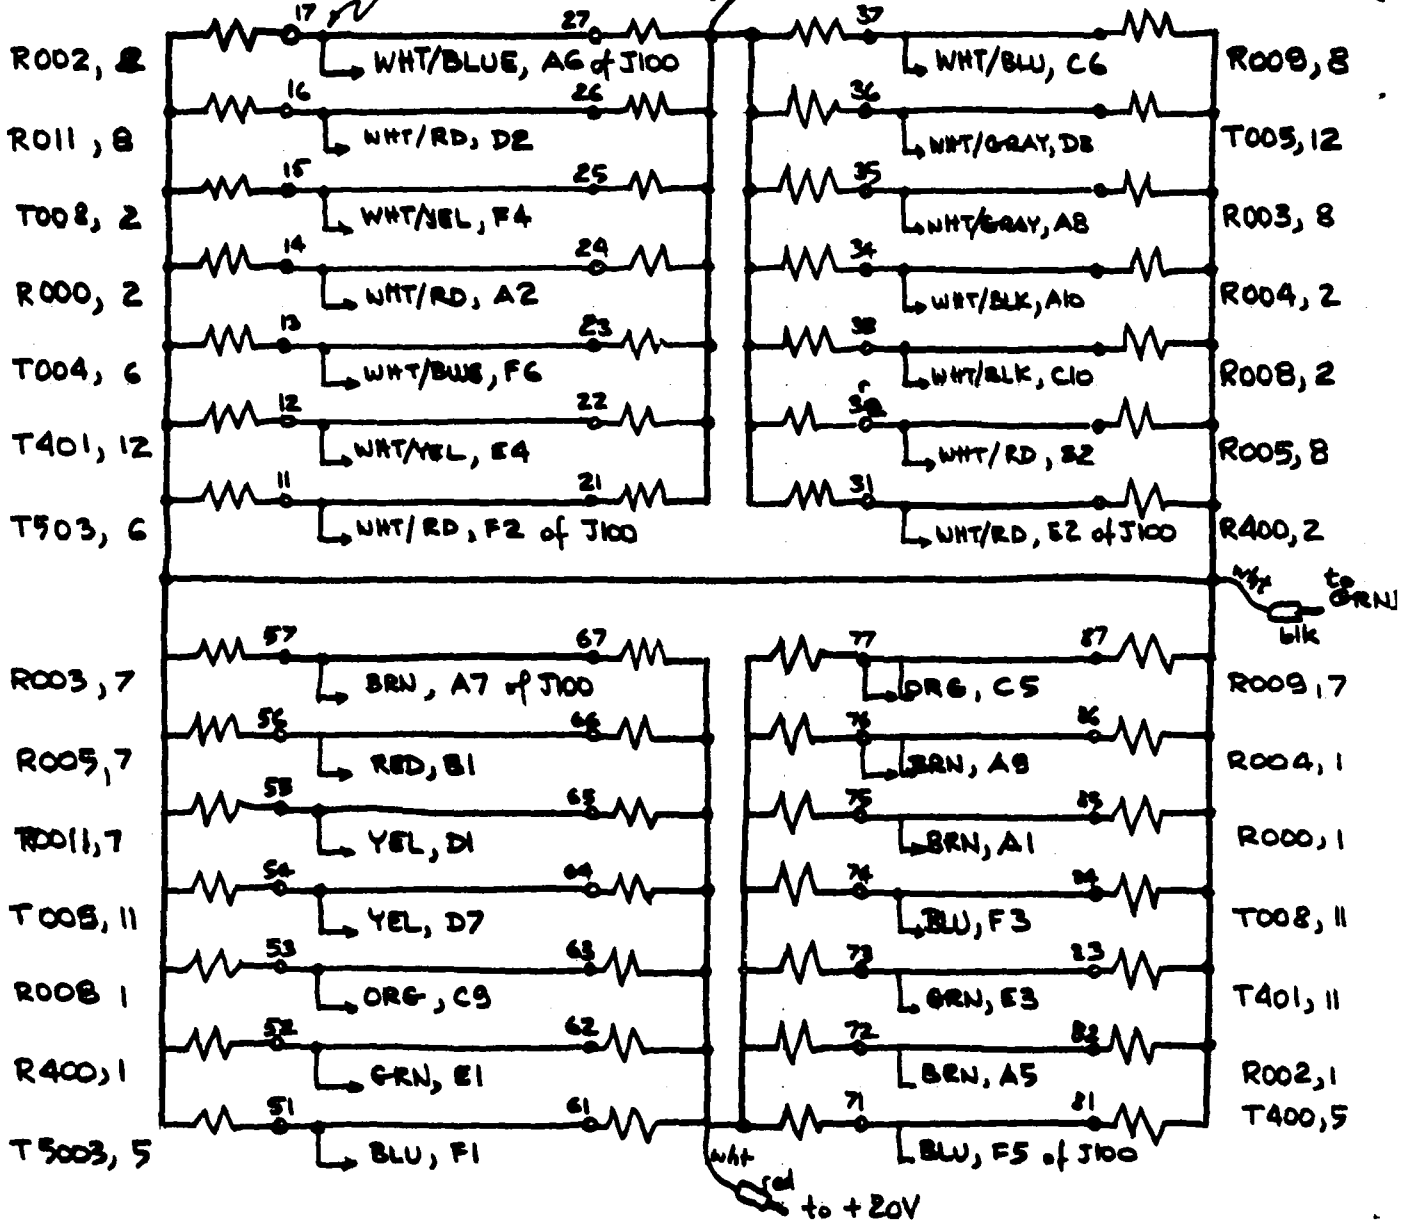 17 27 37
R002, 2 WHT/BLUE, A6 of J100 WHT/BLU, C6 R009, 8
16 26 36
R011, 8 WHT/RD, D2 WHT/GRAY, D8 T005, 12
15 25 35
T008, 2 WHT/YEL, F4 WHT/GRAY, A8 R003, 8
14 24 34
R000, 2 WHT/RD, A2 WHT/BLK, A10 R004, 2
13 23 33
T004, 6 WHT/BLUE, F6 WHT/BLK, C10 R008, 2
12 22 32
T401, 12 WHT/YEL, E4 WHT/RD, B2 R005, 8
11 21 31
T503, 6 WHT/RD, F2 of J100 WHT/RD, E2 of J100 R400, 2
to
GRN
blk
57 67 77 87
R003, 7 BRN, A7 of J100 ORG, C5 R009, 7
56 66 76 86
R005, 7 RED, B1 BRN, A9 R004, 1
55 65 75 85
R0011, 7 YEL, D1 BRN, A1 R000, 1
54 64 74 84
T005, 11 YEL, D7 BLU, F3 T008, 11
53 63 73 83
R008 1 ORG, C9 GRN, E3 T401, 11
52 62 72 82
R400, 1 GRN, E1 BRN, A5 R002, 1
51 61 71 81 T400, 5
T5003, 5 BLU, F1 BLU, F5 of J100
wht
red
to +20V